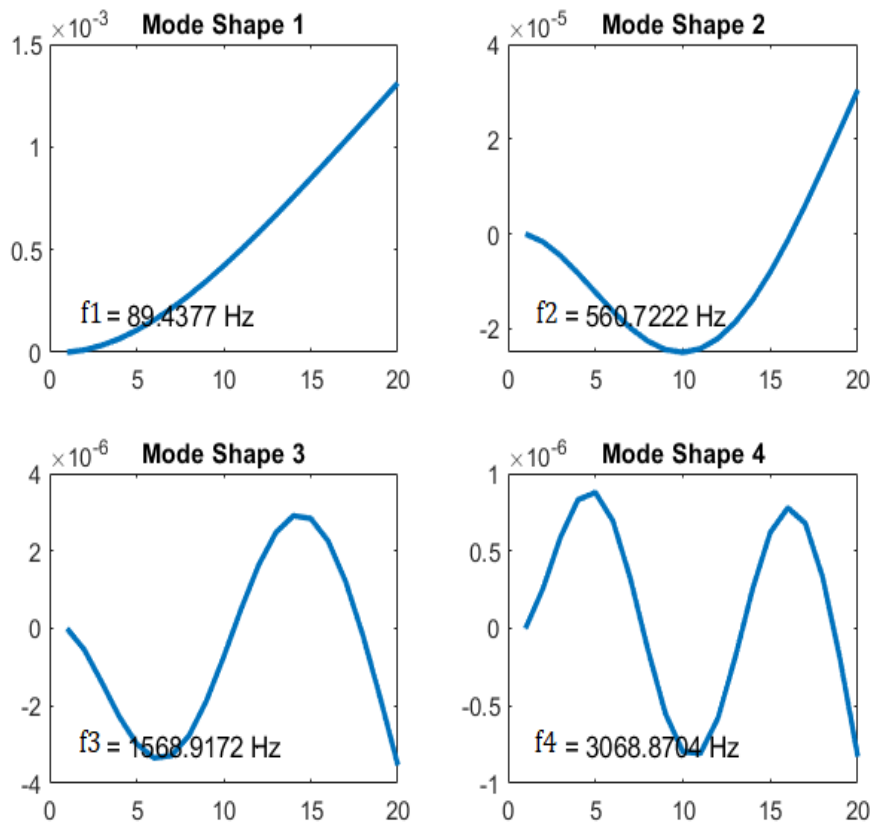 Mode Shape 1
×10-3
1.5
1
0.5
0
f1 = 89.4377 Hz
0 5 10 15 20
Mode Shape 2
×10-5
4
2
0
-2
f2 = 560.7222 Hz
0 5 10 15 20
Mode Shape 3
×10-6
4
2
0
-2
-4
f3 = 1568.9172 Hz
0 5 10 15 20
Mode Shape 4
×10-6
1
0.5
0
-0.5
-1
f4 = 3068.8704 Hz
0 5 10 15 20